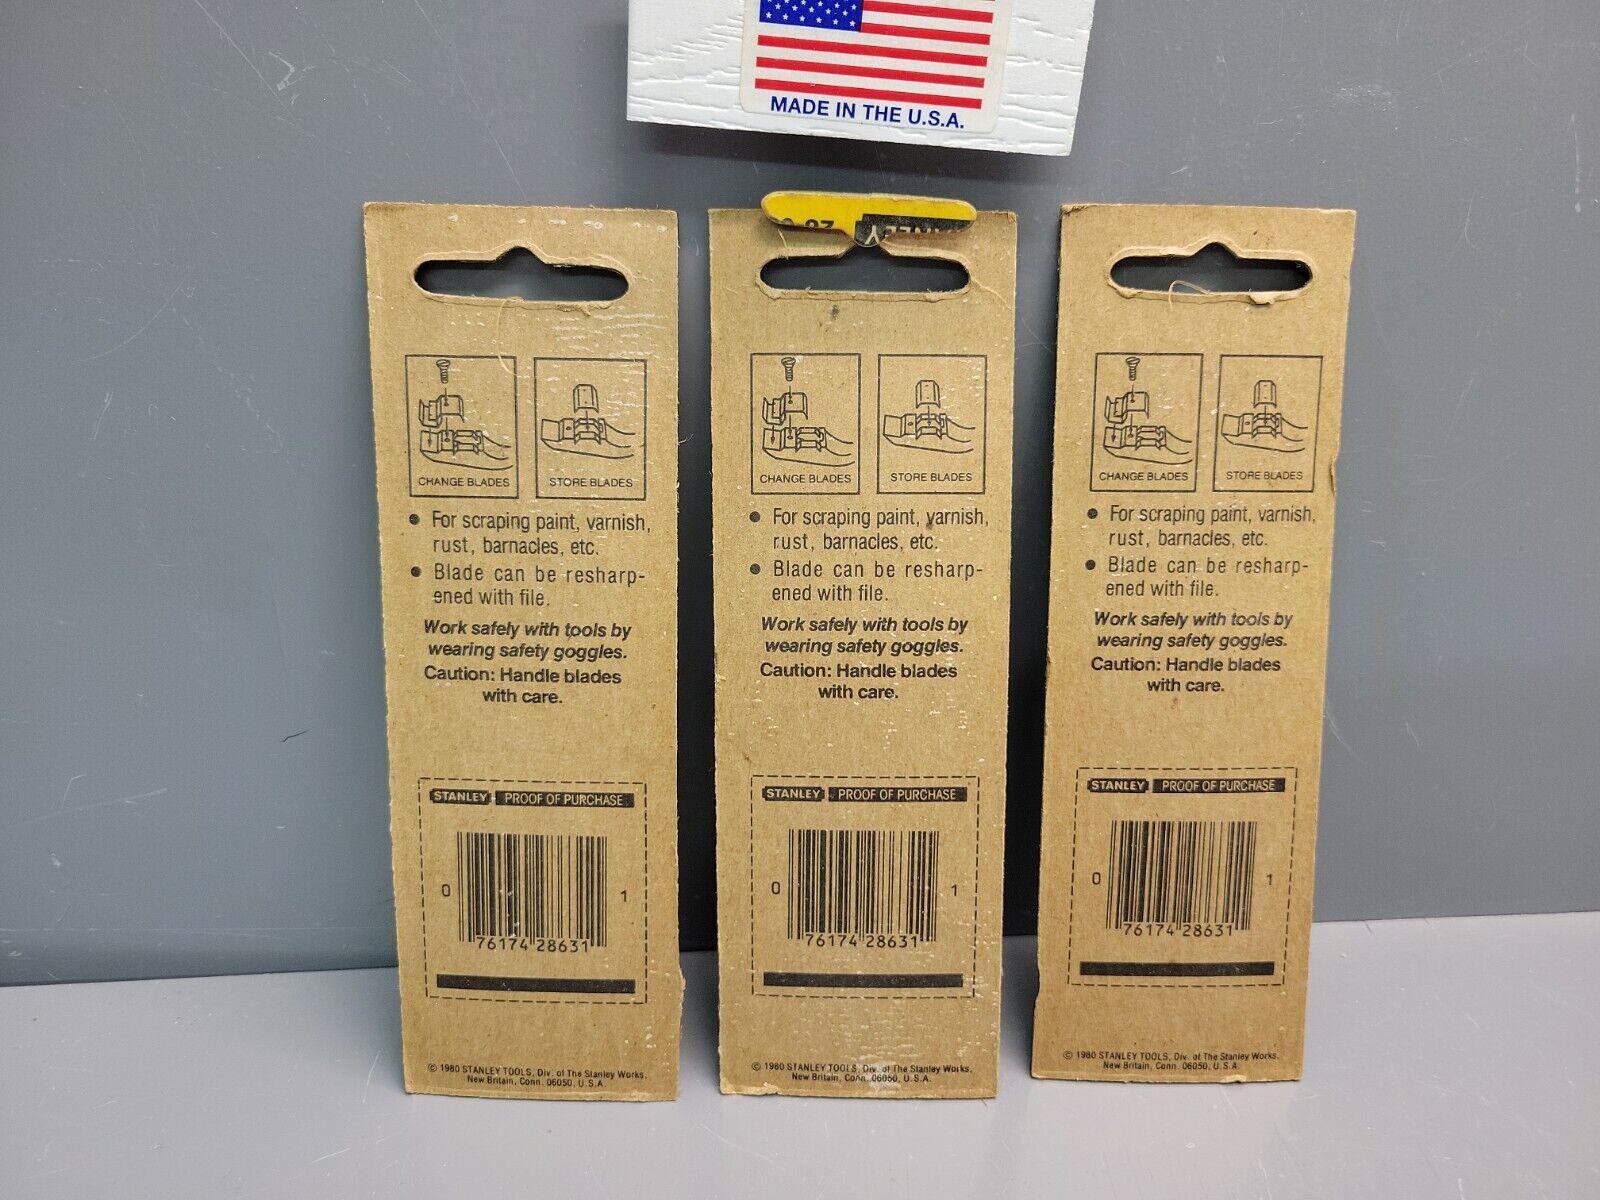 MADE IN THE U.S.A.
CHANGE BLADES
STORE BLADES
● For scraping paint, varnish,
rust, barnacles, etc.
● Blade can be resharp-
ened with file.
Work safely with tools by
wearing safety goggles.
Caution: Handle blades
with care.
STANLEY PROOF OF PURCHASE
0 76174 28631 1
© 1980 STANLEY TOOLS, Div. of The Stanley Works,
New Britain, Conn. 06050, U.S.A.
STANLEY
CHANGE BLADES
STORE BLADES
● For scraping paint, varnish,
rust, barnacles, etc.
● Blade can be resharp-
ened with file.
Work safely with tools by
wearing safety goggles.
Caution: Handle blades
with care.
STANLEY PROOF OF PURCHASE
0 76174 28631 1
© 1980 STANLEY TOOLS, Div. of The Stanley Works,
New Britain, Conn. 06050, U.S.A.
CHANGE BLADES
STORE BLADES
● For scraping paint, varnish,
rust, barnacles, etc.
● Blade can be resharp-
ened with file.
Work safely with tools by
wearing safety goggles.
Caution: Handle blades
with care.
STANLEY PROOF OF PURCHASE
0 76174 28631 1
© 1980 STANLEY TOOLS, Div. of The Stanley Works,
New Britain, Conn. 06050, U.S.A.